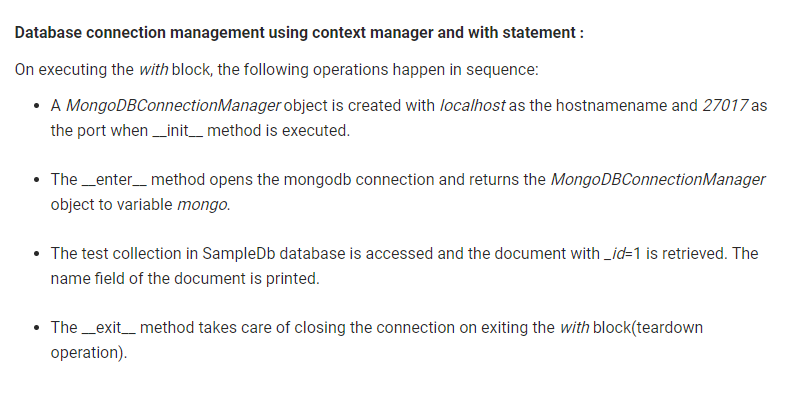 Database connection management using context manager and with statement :
On executing the with block, the following operations happen in sequence:
• A MongoDBConnectionManager object is created with localhost as the hostnamename and 27017 as
the port when __init__ method is executed.
• The __enter__ method opens the mongodb connection and returns the MongoDBConnectionManager
object to variable mongo.
• The test collection in SampleDb database is accessed and the document with _id=1 is retrieved. The
name field of the document is printed.
• The __exit__ method takes care of closing the connection on exiting the with block(teardown
operation).